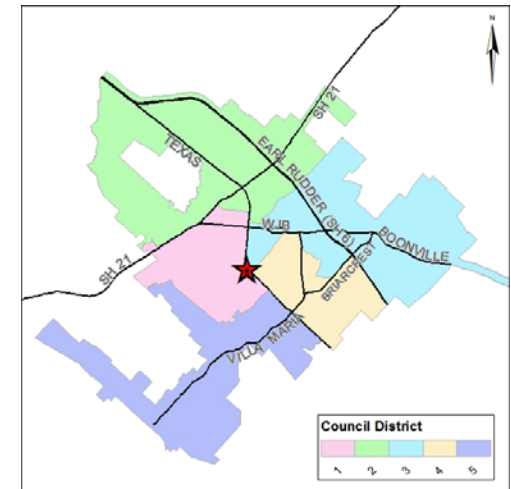 N
SH 21
TEXAS
EARL RUDDER (SH 6)
WJB
BOONVILLE
BRIARCREST
SH 21
VILLA MARIA
Council District
1 2 3 4 5